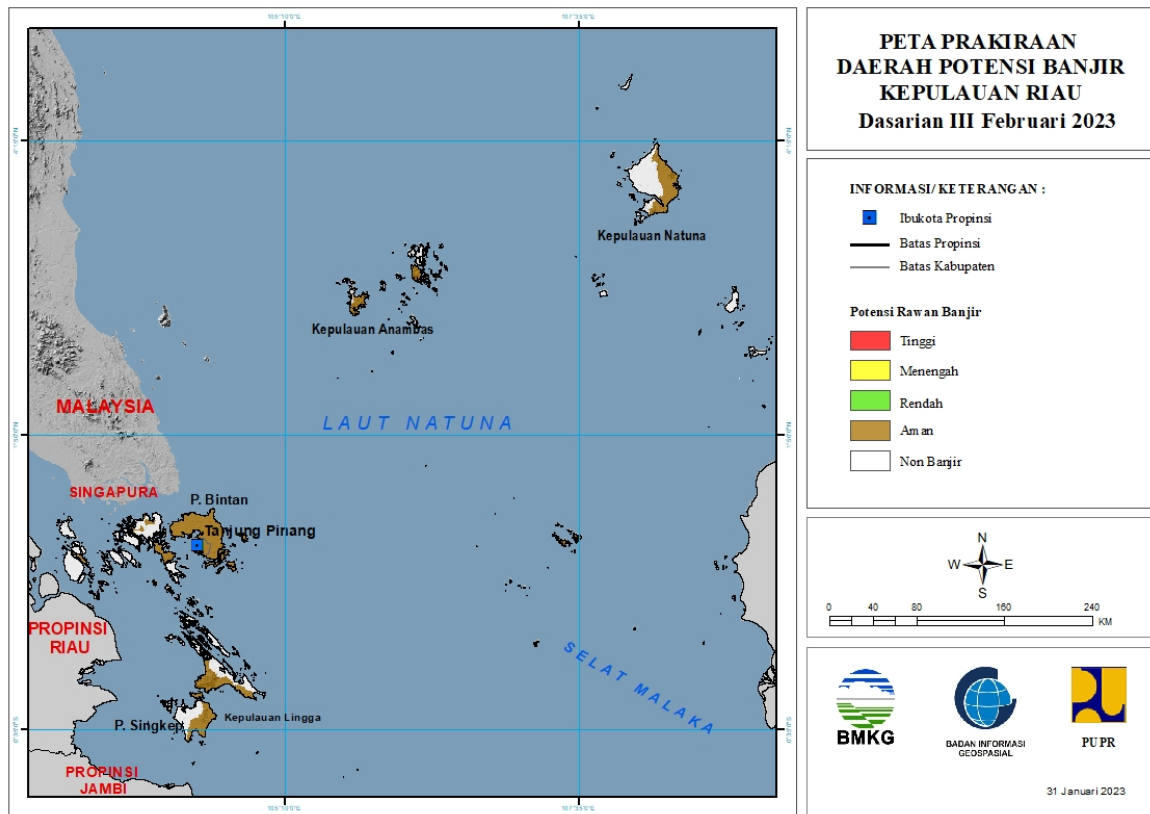 PETA PRAKIRAAN
DAERAH POTENSI BANJIR
KEPULAUAN RIAU
Dasarian III Februari 2023
INFORMASI/ KETERANGAN :
Ibukota Propinsi
Batas Propinsi
Batas Kabupaten
Potensi Rawan Banjir
Tinggi
Menengah
Rendah
Aman
Non Banjir
N
W E
S
0 40 80 160 240
KM
BMKG
BADAN INFORMASI
GEOSPASIAL
PUPR
31 Januari 2023
Kepulauan Natuna
Kepulauan Anambas
MALAYSIA
LAUT NATUNA
SINGAPURA
P. Bintan
Tanjung Pinang
PROPINSI
RIAU
SELAT MALAKA
P. Singkep
Kepulauan Lingga
PROPINSI
JAMBI